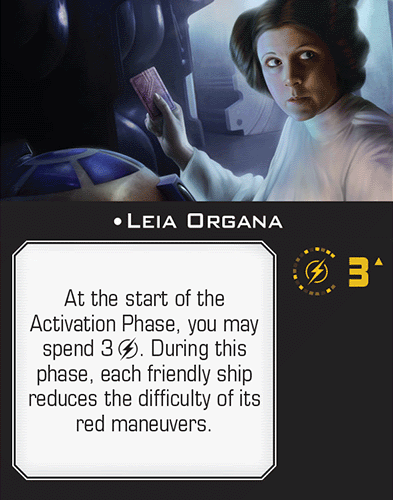 •Leia Organa
At the start of the
Activation Phase, you may
spend 3 . During this
phase, each friendly ship
reduces the difficulty of its
red maneuvers.
3